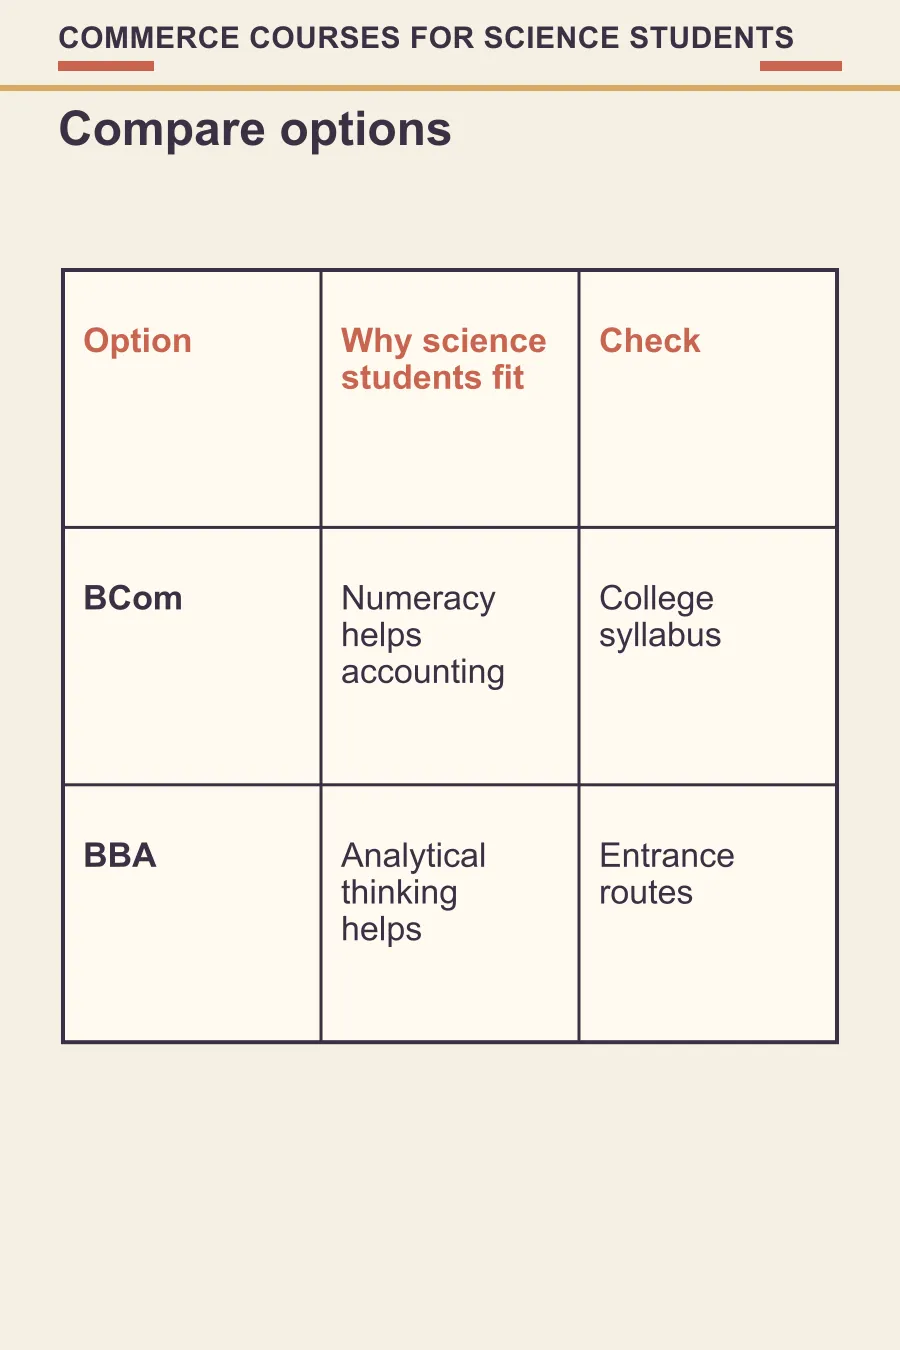 COMMERCE COURSES FOR SCIENCE STUDENTS
Compare options
Option
Why science
students fit
Check
BCom
Numeracy
helps
accounting
College
syllabus
BBA
Analytical
thinking
helps
Entrance
routes